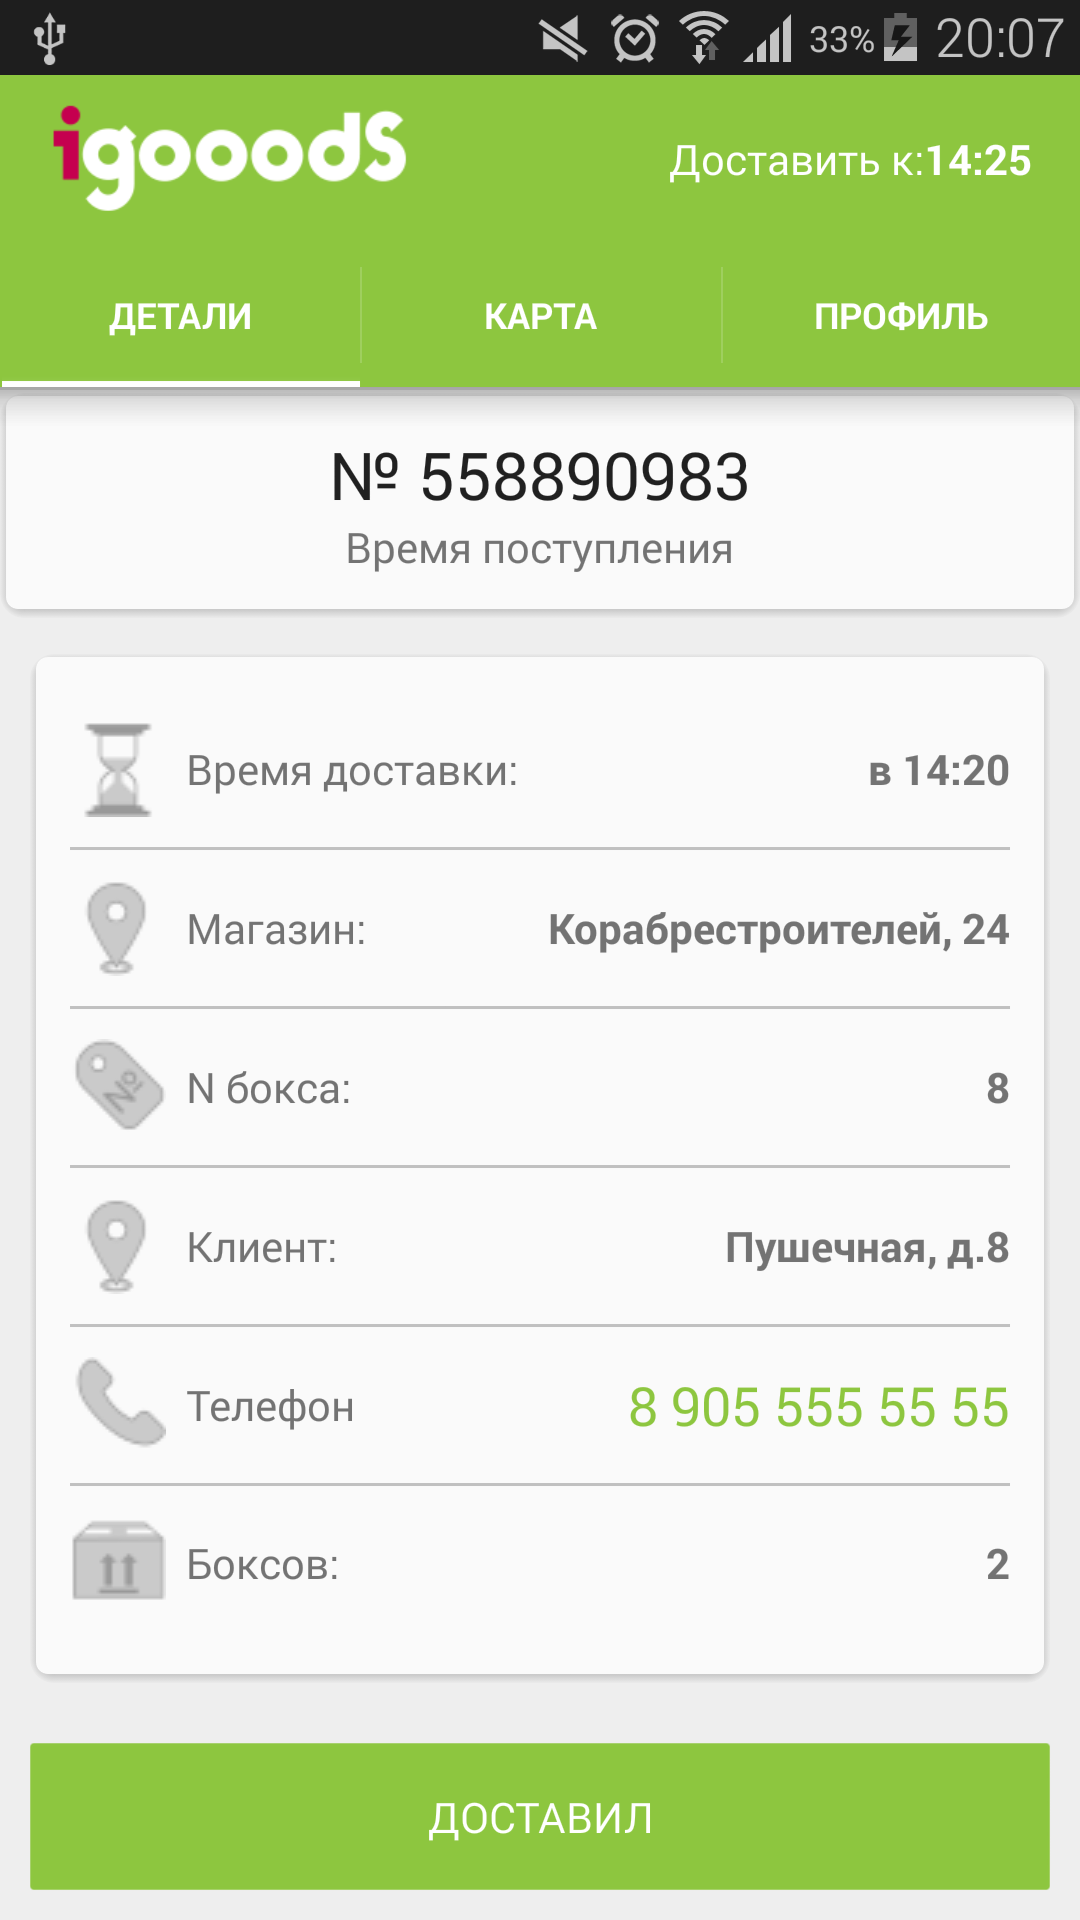 33% 20:07
igooodS
Доставить к:14:25
ДЕТАЛИ КАРТА ПРОФИЛЬ
№ 558890983
Время поступления
Время доставки: в 14:20
Магазин: Корабрестроителей, 24
№
N бокса: 8
Клиент: Пушечная, д.8
Телефон 8 905 555 55 55
Боксов: 2
ДОСТАВИЛ